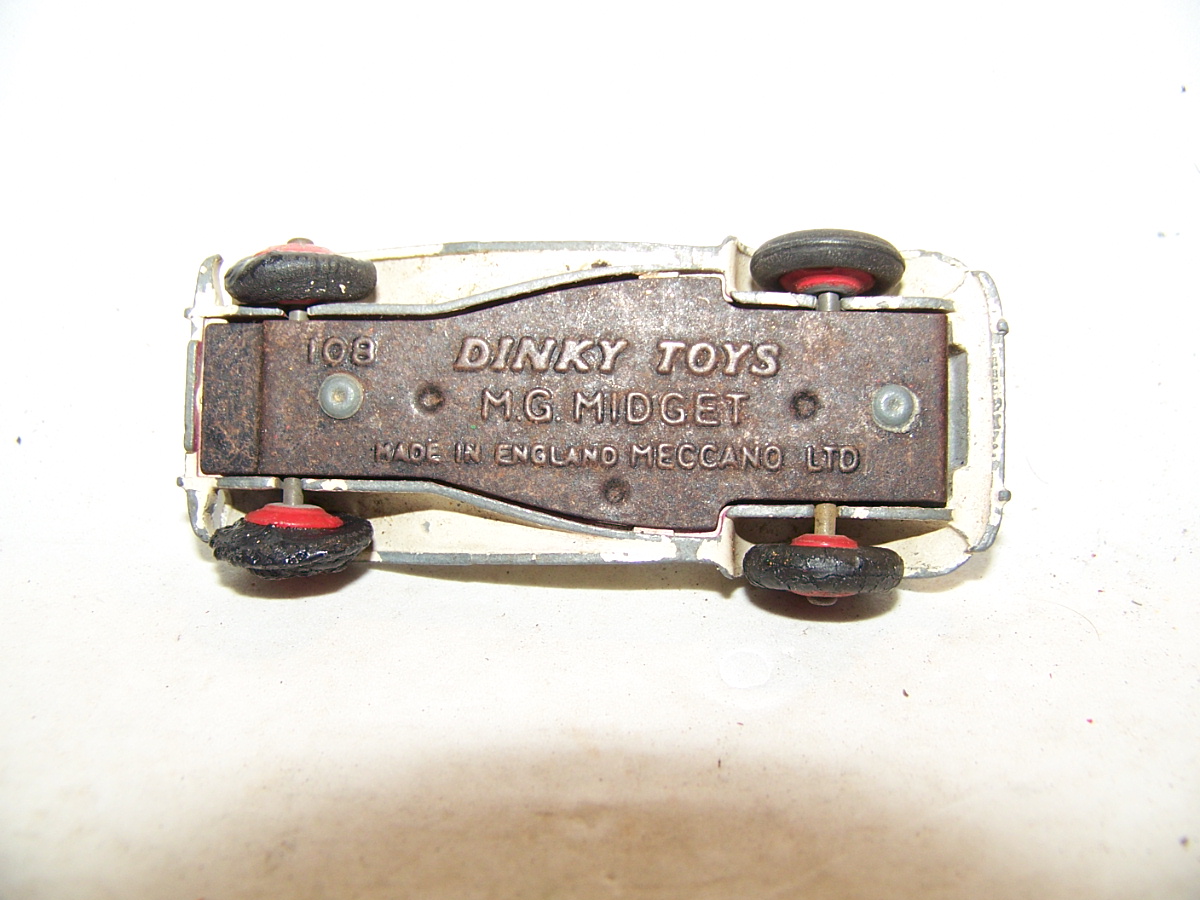 108
DINKY TOYS
M.G. MIDGET
MADE IN ENGLAND MECCANO LTD